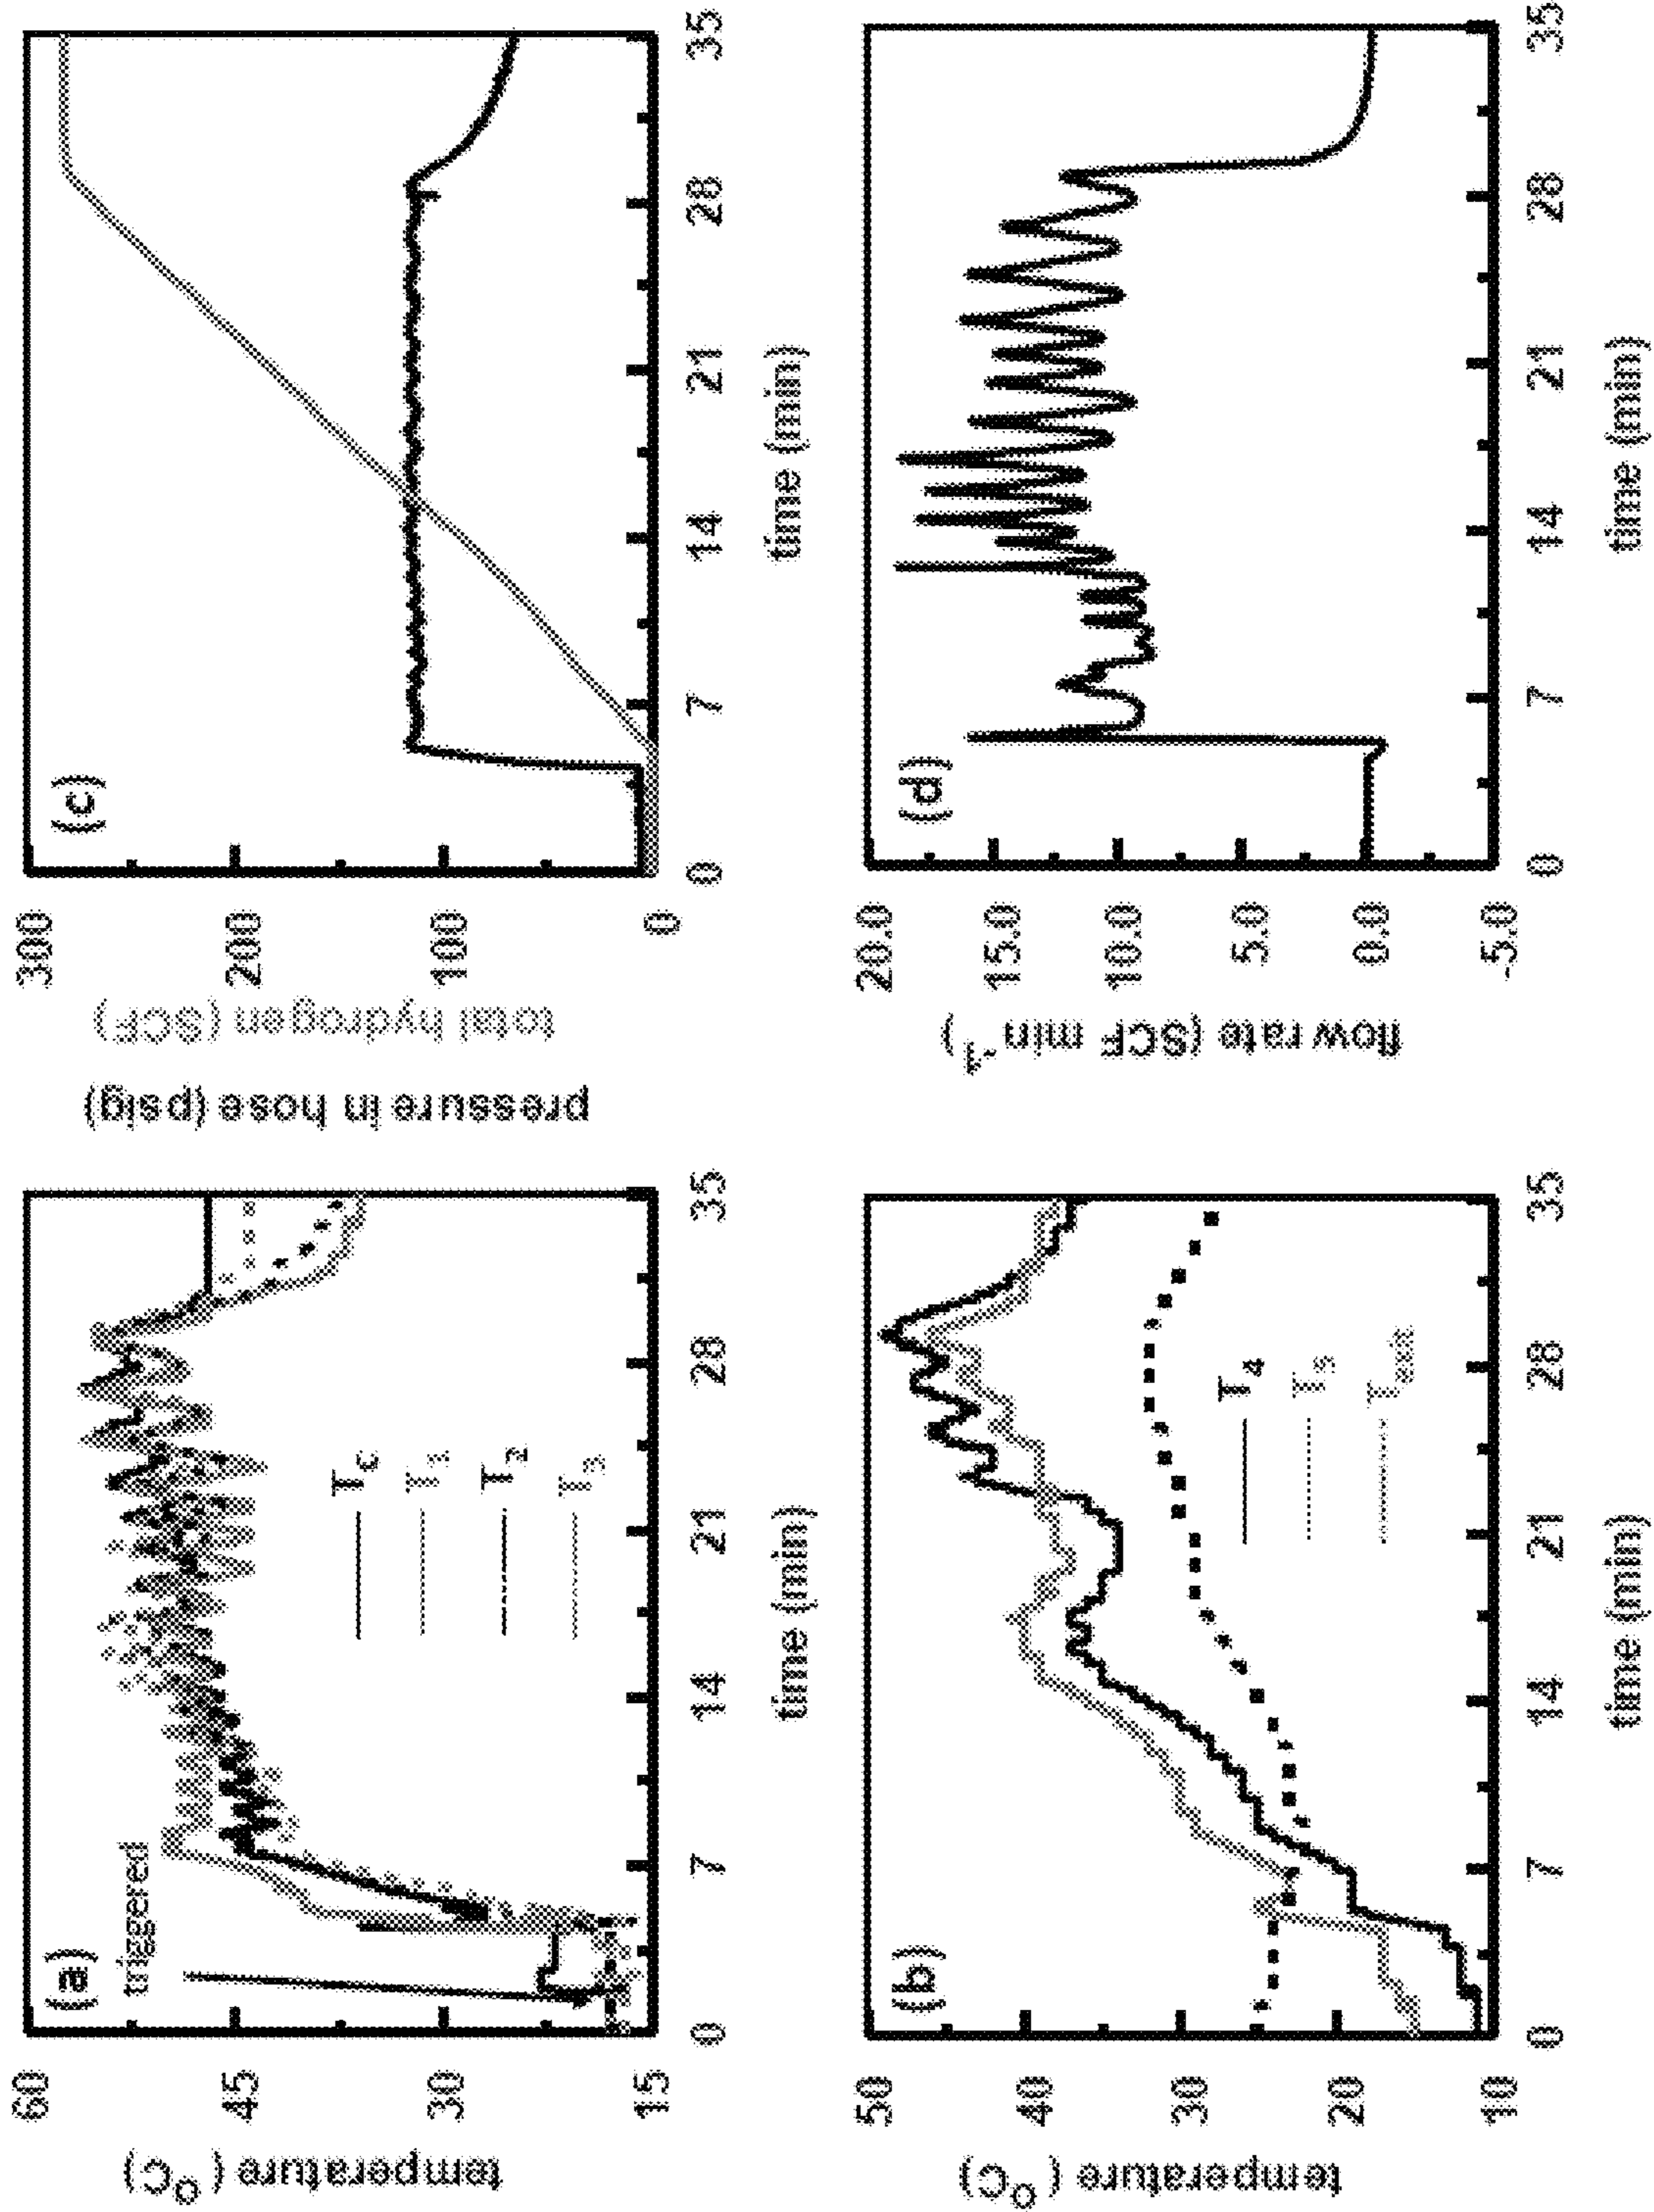 (a)
triggered
60
45
30
15
temperature (°C)
T_c
T_1
T_2
T_3
0
7
14
21
28
35
time (min)
(c)
300
200
100
0
pressure in hose (psig)
total hydrogen (SCF)
0
7
14
21
28
35
time (min)
(b)
50
40
30
20
10
temperature (°C)
T_4
T_5
T_exit
0
7
14
21
28
35
time (min)
(d)
20.0
15.0
10.0
5.0
0.0
-5.0
flow rate (SCF min⁻¹)
0
7
14
21
28
35
time (min)